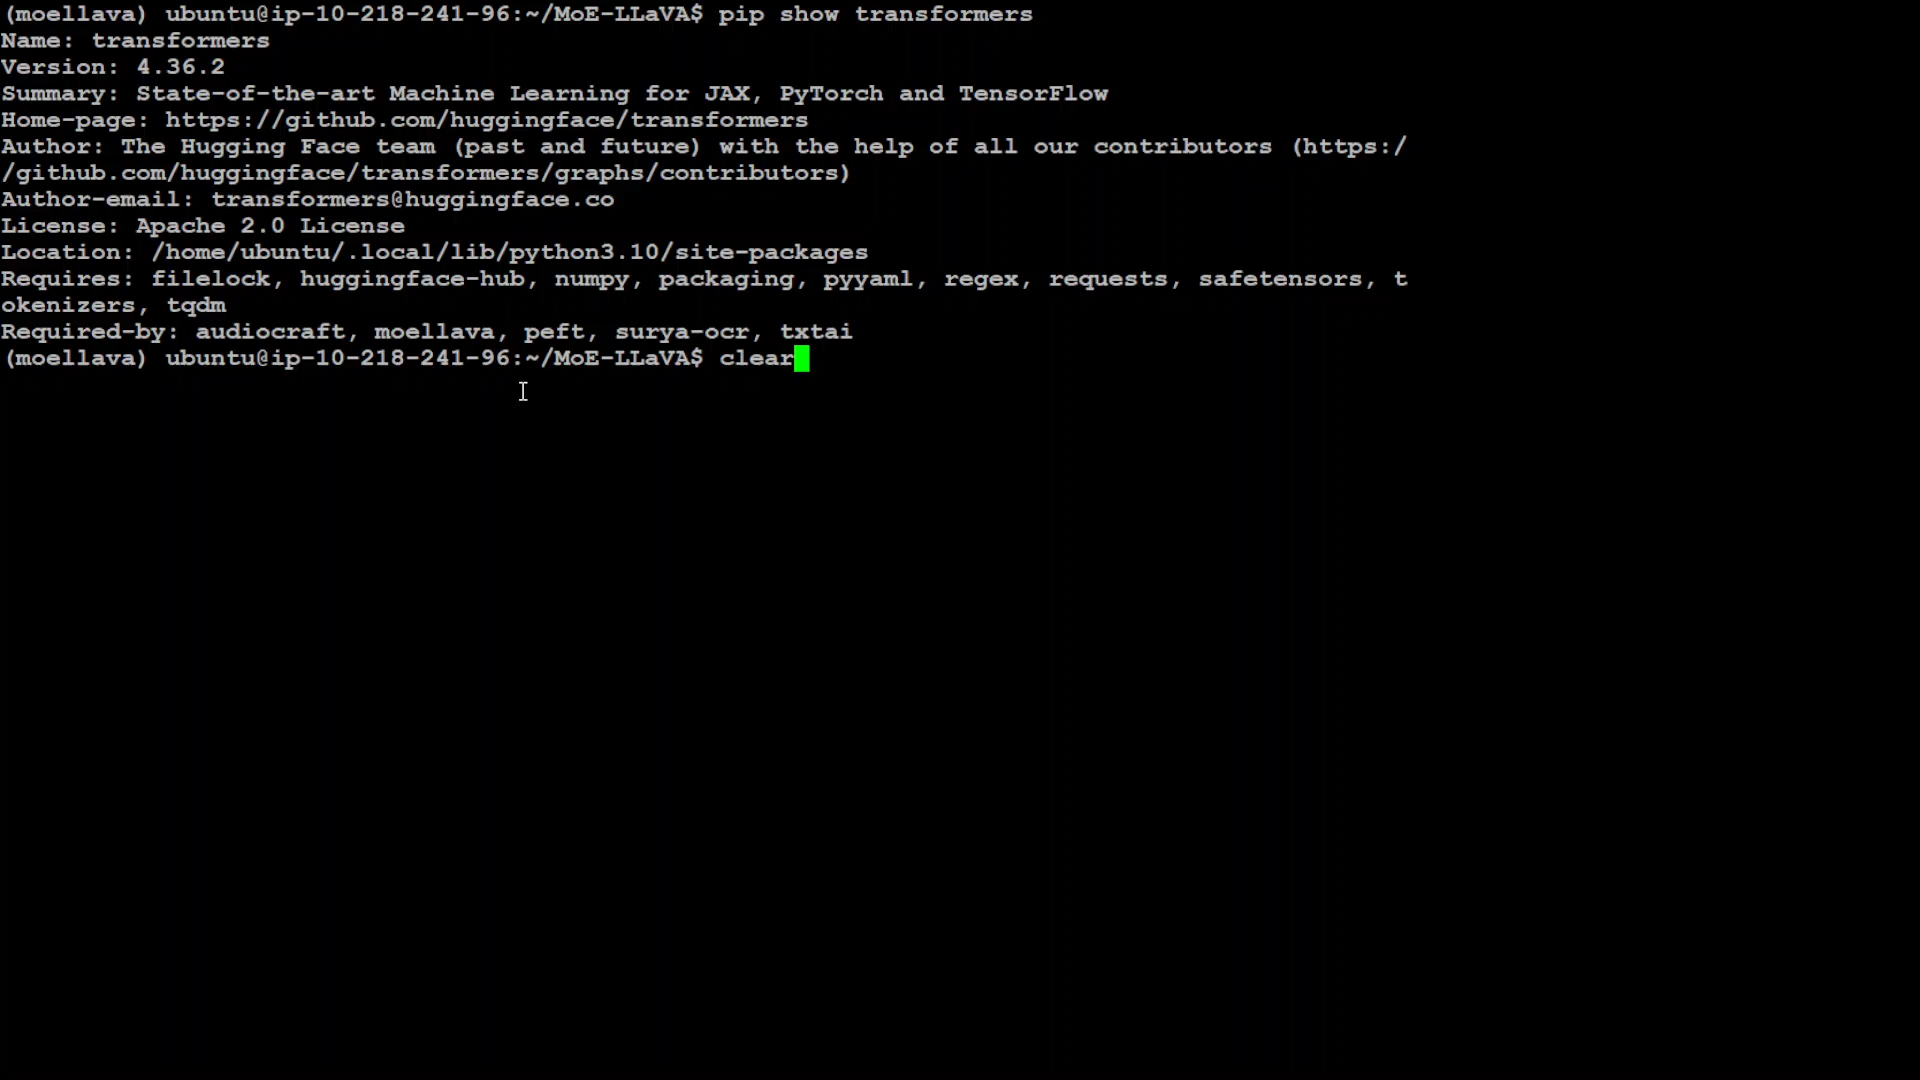 (moellava) ubuntu@ip-10-218-241-96:~/MoE-LLaVA$ pip show transformers
Name: transformers
Version: 4.36.2
Summary: State-of-the-art Machine Learning for JAX, PyTorch and TensorFlow
Home-page: https://github.com/huggingface/transformers
Author: The Hugging Face team (past and future) with the help of all our contributors (https:/
/github.com/huggingface/transformers/graphs/contributors)
Author-email: transformers@huggingface.co
License: Apache 2.0 License
Location: /home/ubuntu/.local/lib/python3.10/site-packages
Requires: filelock, huggingface-hub, numpy, packaging, pyyaml, regex, requests, safetensors, t
okenizers, tqdm
Required-by: audiocraft, moellava, peft, surya-ocr, txtai
(moellava) ubuntu@ip-10-218-241-96:~/MoE-LLaVA$ clear